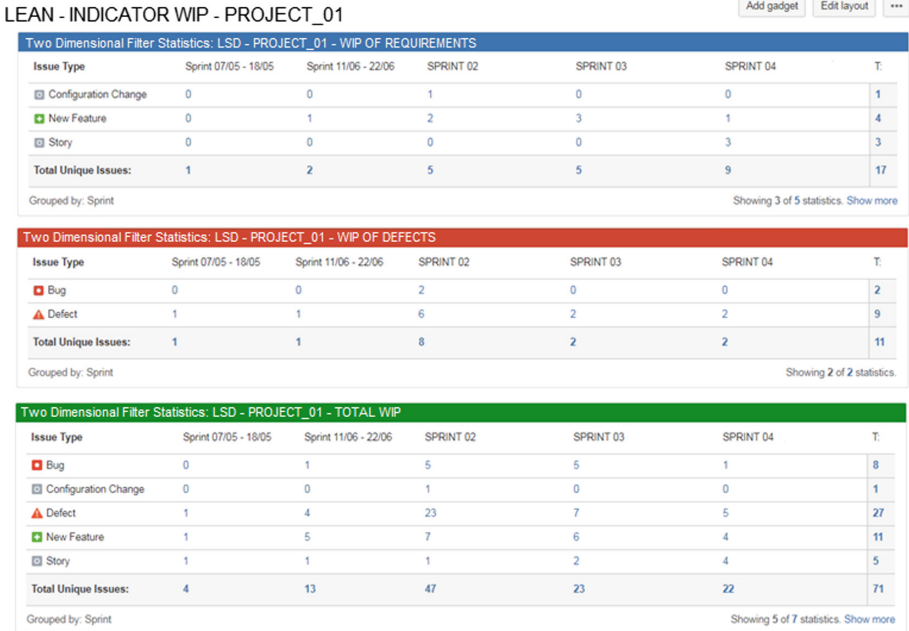 Add gadget Edit layout ...
LEAN - INDICATOR WIP - PROJECT_01
Two Dimensional Filter Statistics: LSD - PROJECT_01 - WIP OF REQUIREMENTS
Issue Type Sprint 07/05 - 18/05 Sprint 11/06 - 22/06 SPRINT 02 SPRINT 03 SPRINT 04 T:
Configuration Change 0 0 1 0 0 1
New Feature 0 1 2 3 1 4
Story 0 0 0 0 3 3
Total Unique Issues: 1 2 5 5 9 17
Grouped by: Sprint Showing 3 of 5 statistics. Show more
Two Dimensional Filter Statistics: LSD - PROJECT_01 - WIP OF DEFECTS
Issue Type Sprint 07/05 - 18/05 Sprint 11/06 - 22/06 SPRINT 02 SPRINT 03 SPRINT 04 T:
Bug 0 0 2 0 0 2
Defect 1 1 6 2 2 9
Total Unique Issues: 1 1 8 2 2 11
Grouped by: Sprint Showing 2 of 2 statistics.
Two Dimensional Filter Statistics: LSD - PROJECT_01 - TOTAL WIP
Issue Type Sprint 07/05 - 18/05 Sprint 11/06 - 22/06 SPRINT 02 SPRINT 03 SPRINT 04 T:
Bug 0 1 5 5 1 8
Configuration Change 0 0 1 0 0 1
Defect 1 4 23 7 5 27
New Feature 1 5 7 6 4 11
Story 1 1 1 2 4 5
Total Unique Issues: 4 13 47 23 22 71
Grouped by: Sprint Showing 5 of 7 statistics. Show more